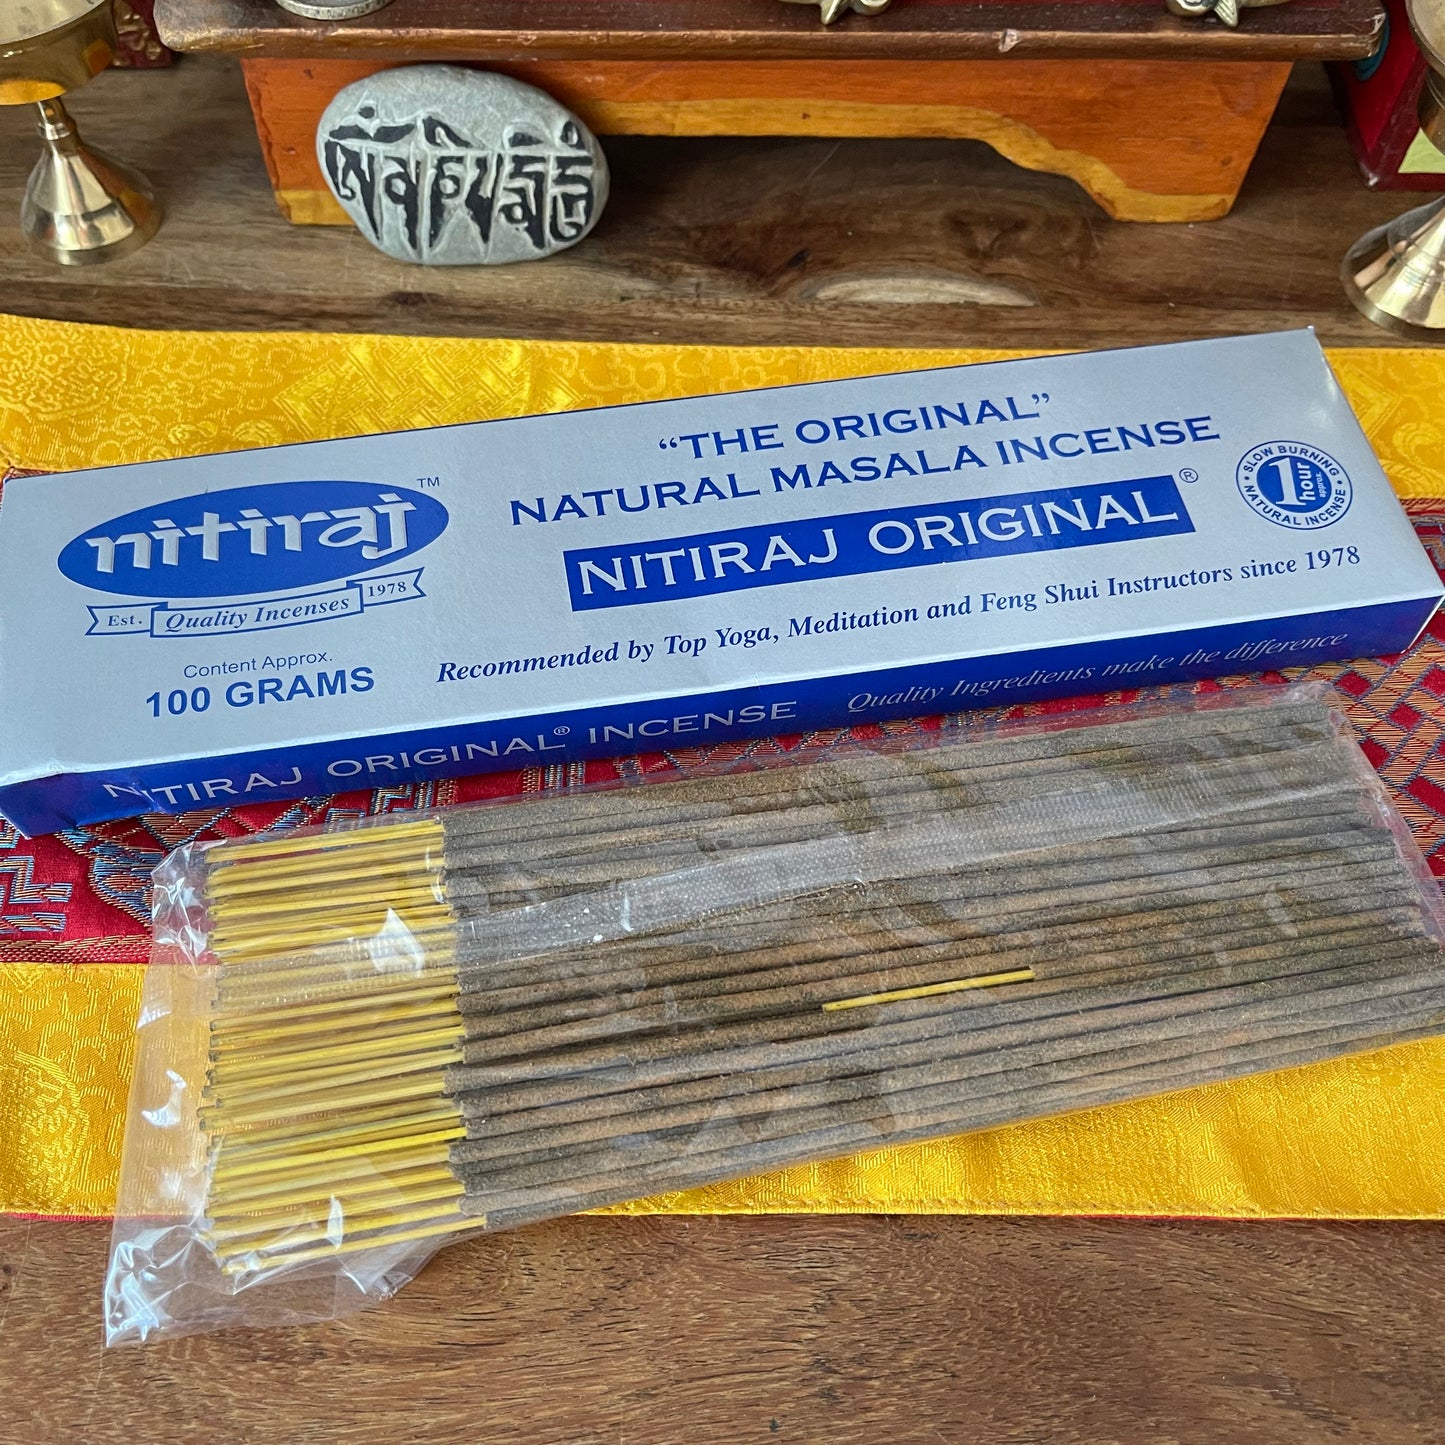 ཨོཾ་མ་ཎི་པདྨེ་ཧཱུྃ
“THE ORIGINAL”
NATURAL MASALA INCENSE
NITIRAJ ORIGINAL®
Recommended by Top Yoga, Meditation and Feng Shui Instructors since 1978
SLOW BURNING
1 hour approx.
NATURAL INCENSE
nitiraj™
Est. Quality Incenses 1978
Content Approx.
100 GRAMS
NITIRAJ ORIGINAL® INCENSE Quality Ingredients make the difference